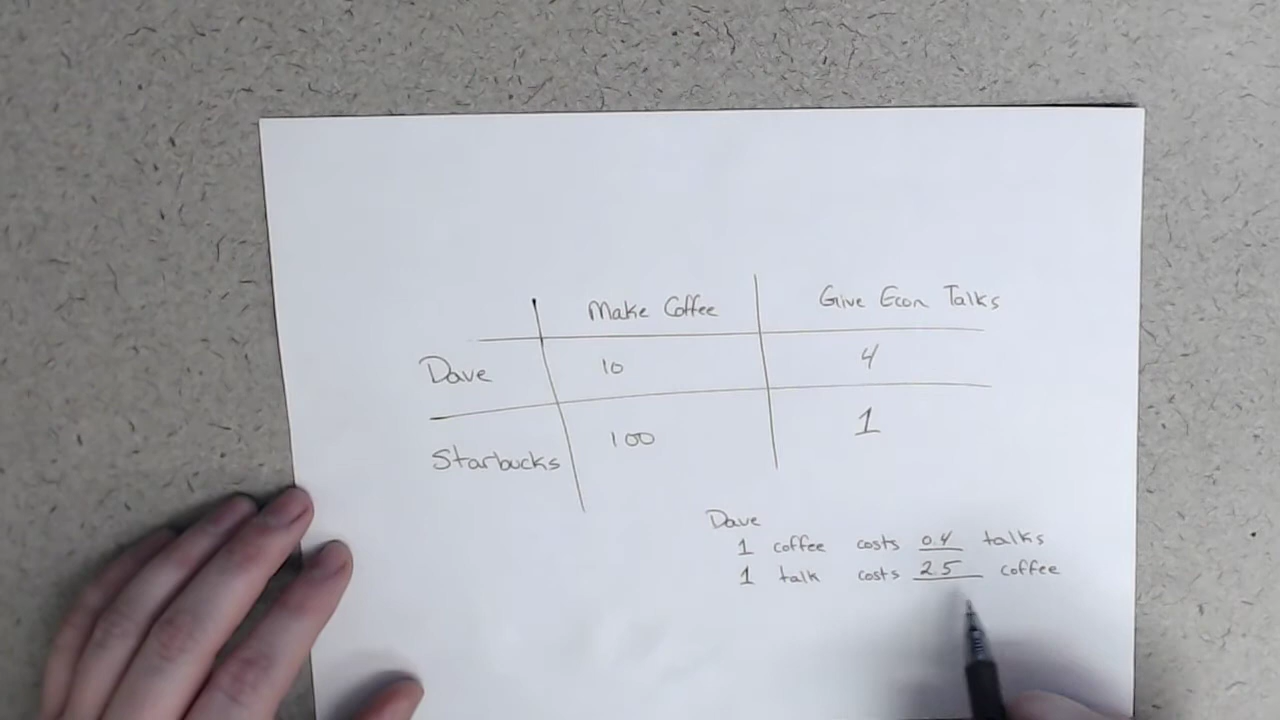 Make Coffee Give Econ Talks
Dave 10 4
Starbucks 100 1
Dave
1 coffee costs 0.4 talks
1 talk costs 2.5 coffee